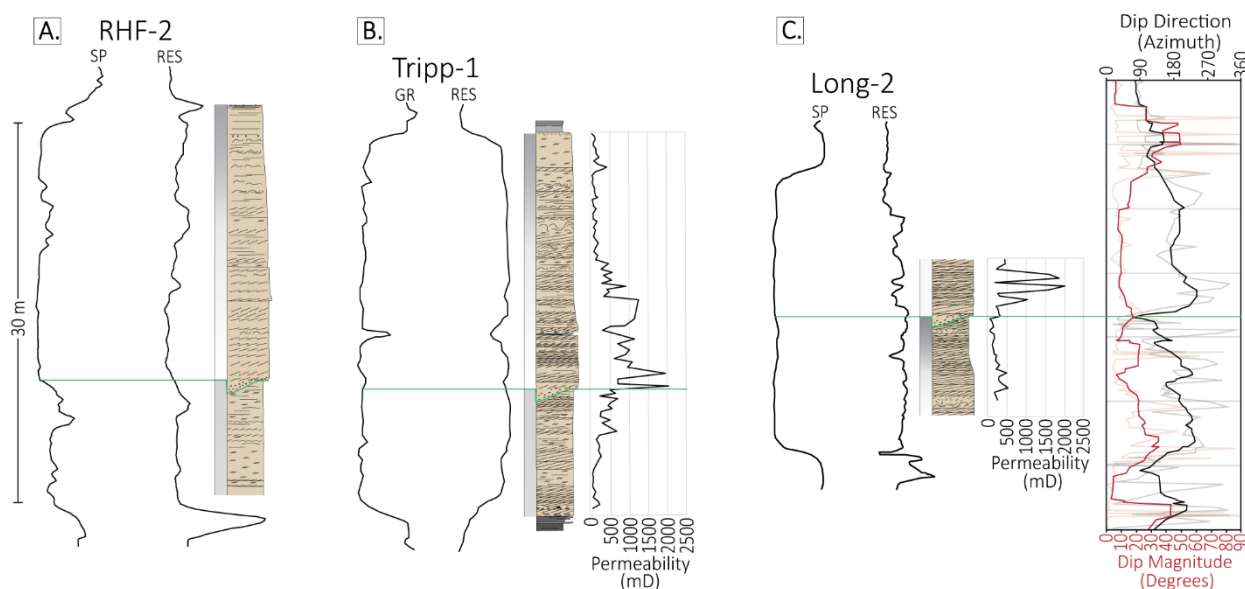 A.
RHF-2
SP
RES
30 m
B.
Tripp-1
GR
RES
0
500
1000
1500
2000
2500
Permeability
(mD)
C.
Long-2
SP
RES
0
500
1000
1500
2000
2500
Permeability
(mD)
Dip Direction
(Azimuth)
0
90
180
270
360
0
10
20
30
40
50
60
70
80
90
Dip Magnitude
(Degrees)